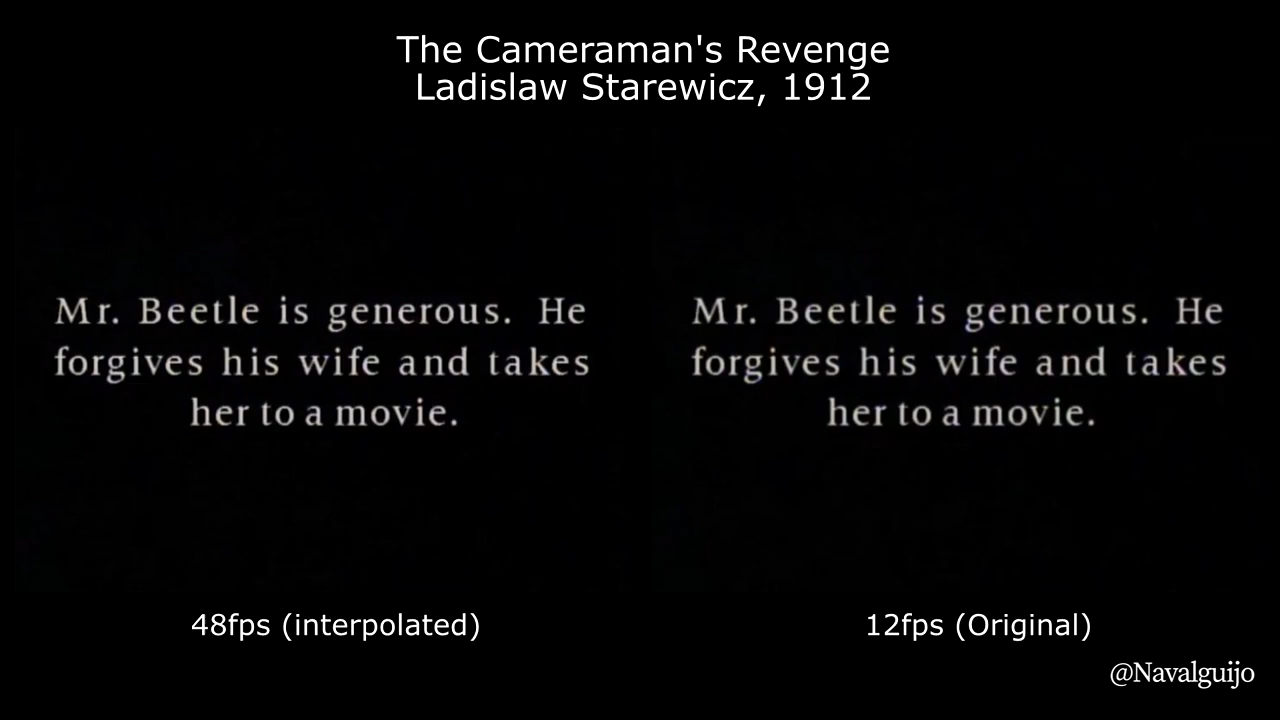 The Cameraman's Revenge
Ladislaw Starewicz, 1912
Mr. Beetle is generous. He
forgives his wife and takes
her to a movie.
Mr. Beetle is generous. He
forgives his wife and takes
her to a movie.
48fps (interpolated)
12fps (Original)
@Navalguijo